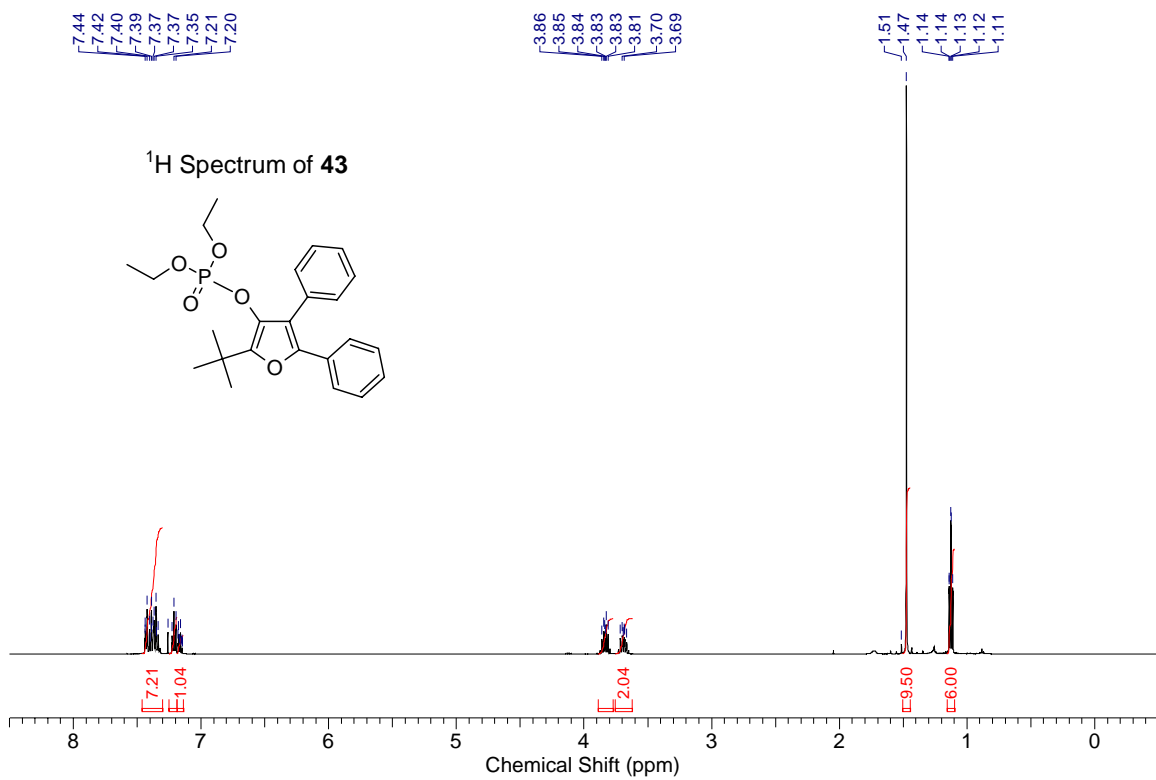 7.44 7.42 7.40 7.39 7.37 7.37 7.35 7.21 7.20 3.86 3.85 3.84 3.83 3.83 3.81 3.70 3.69 1.51 1.47 1.14 1.14 1.13 1.12 1.11
1H Spectrum of 43
O
O
P
O
O
O
7.21 1.04 2.04 9.50 6.00
8 7 6 5 4 3 2 1 0
Chemical Shift (ppm)